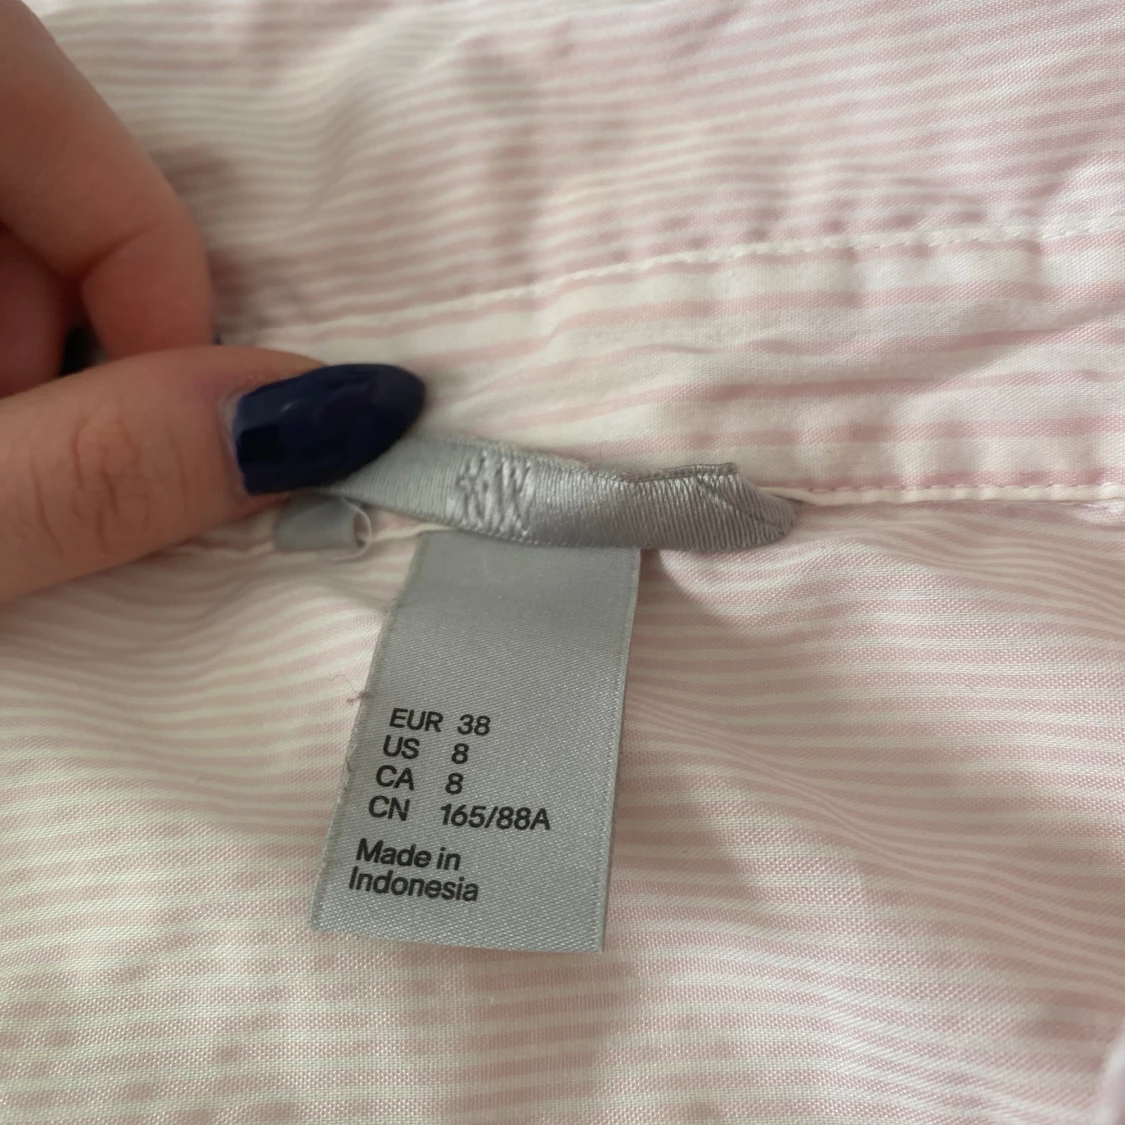 EUR 38
US 8
CA 8
CN 165/88A
Made in
Indonesia